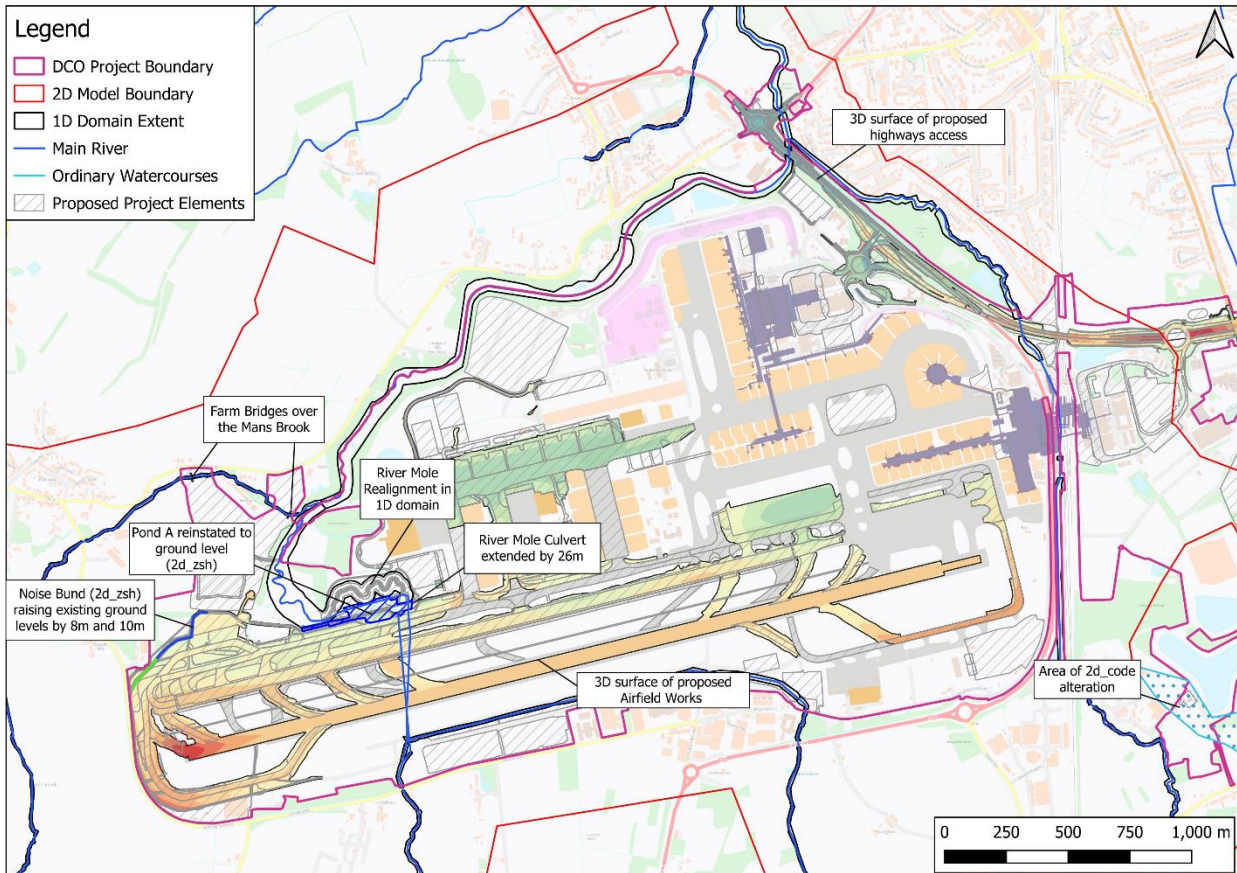 Legend
DCO Project Boundary
2D Model Boundary
1D Domain Extent
Main River
Ordinary Watercourses
Proposed Project Elements
3D surface of proposed
highways access
Farm Bridges over
the Mans Brook
River Mole
Realignment in
1D domain
Pond A reinstated to
ground level
(2d_zsh)
River Mole Culvert
extended by 26m
Noise Bund (2d_zsh)
raising existing ground
levels by 8m and 10m
3D surface of proposed
Airfield Works
Area of 2d_code
alteration
0 250 500 750 1,000 m